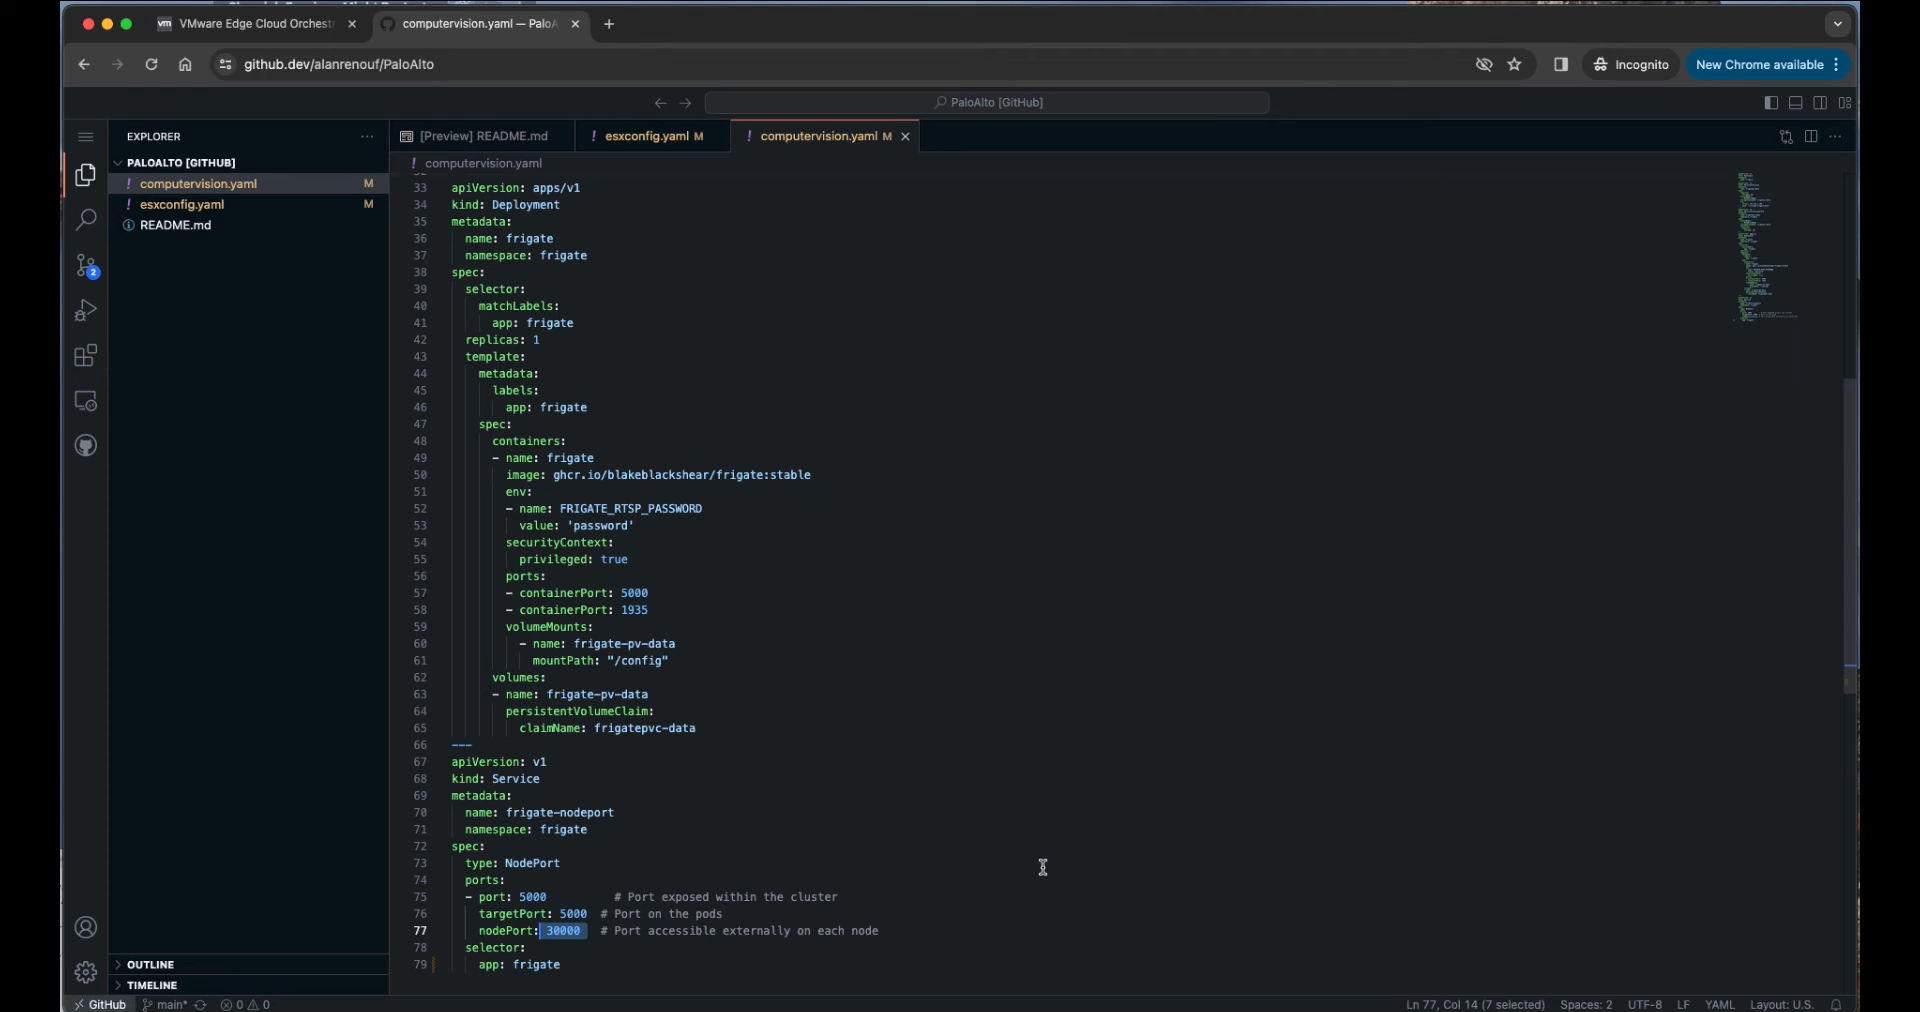 VMware Edge Cloud Orchestr
computervision.yaml — PaloA
github.dev/alanrenouf/PaloAlto
Incognito
New Chrome available
PaloAlto [GitHub]
EXPLORER
[Preview] README.md
! esxconfig.yaml M
! computervision.yaml M
PALOALTO [GITHUB]
! computervision.yaml
! computervision.yaml M
! esxconfig.yaml M
README.md
2
33 apiVersion: apps/v1
34 kind: Deployment
35 metadata:
36 name: frigate
37 namespace: frigate
38 spec:
39 selector:
40 matchLabels:
41 app: frigate
42 replicas: 1
43 template:
44 metadata:
45 labels:
46 app: frigate
47 spec:
48 containers:
49 - name: frigate
50 image: ghcr.io/blakeblackshear/frigate:stable
51 env:
52 - name: FRIGATE_RTSP_PASSWORD
53 value: 'password'
54 securityContext:
55 privileged: true
56 ports:
57 - containerPort: 5000
58 - containerPort: 1935
59 volumeMounts:
60 - name: frigate-pv-data
61 mountPath: "/config"
62 volumes:
63 - name: frigate-pv-data
64 persistentVolumeClaim:
65 claimName: frigatepvc-data
66 ---
67 apiVersion: v1
68 kind: Service
69 metadata:
70 name: frigate-nodeport
71 namespace: frigate
72 spec:
73 type: NodePort
74 ports:
75 - port: 5000 # Port exposed within the cluster
76 targetPort: 5000 # Port on the pods
77 nodePort: 30000 # Port accessible externally on each node
78 selector:
79 app: frigate
OUTLINE
TIMELINE
GitHub main* 0 0 Ln 77, Col 14 (7 selected) Spaces: 2 UTF-8 LF YAML Layout: U.S.